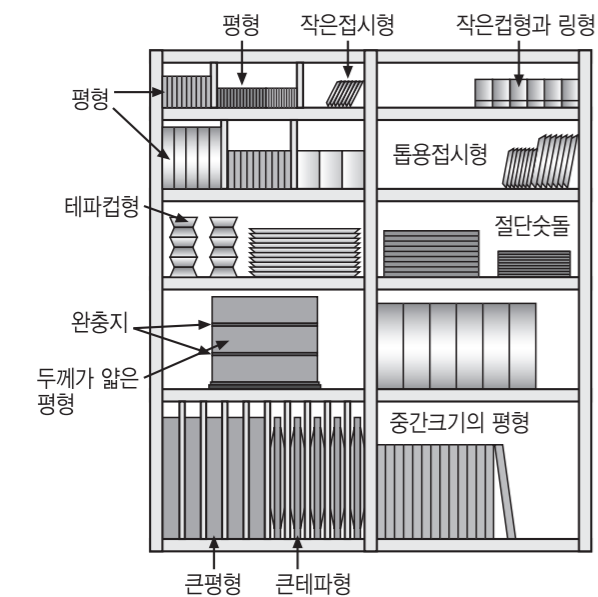 평형
작은접시형
작은컵형과 링형
평형
톱용접시형
테파컵형
절단숫돌
완충지
두께가 얇은
평형
중간크기의 평형
큰평형
큰테파형